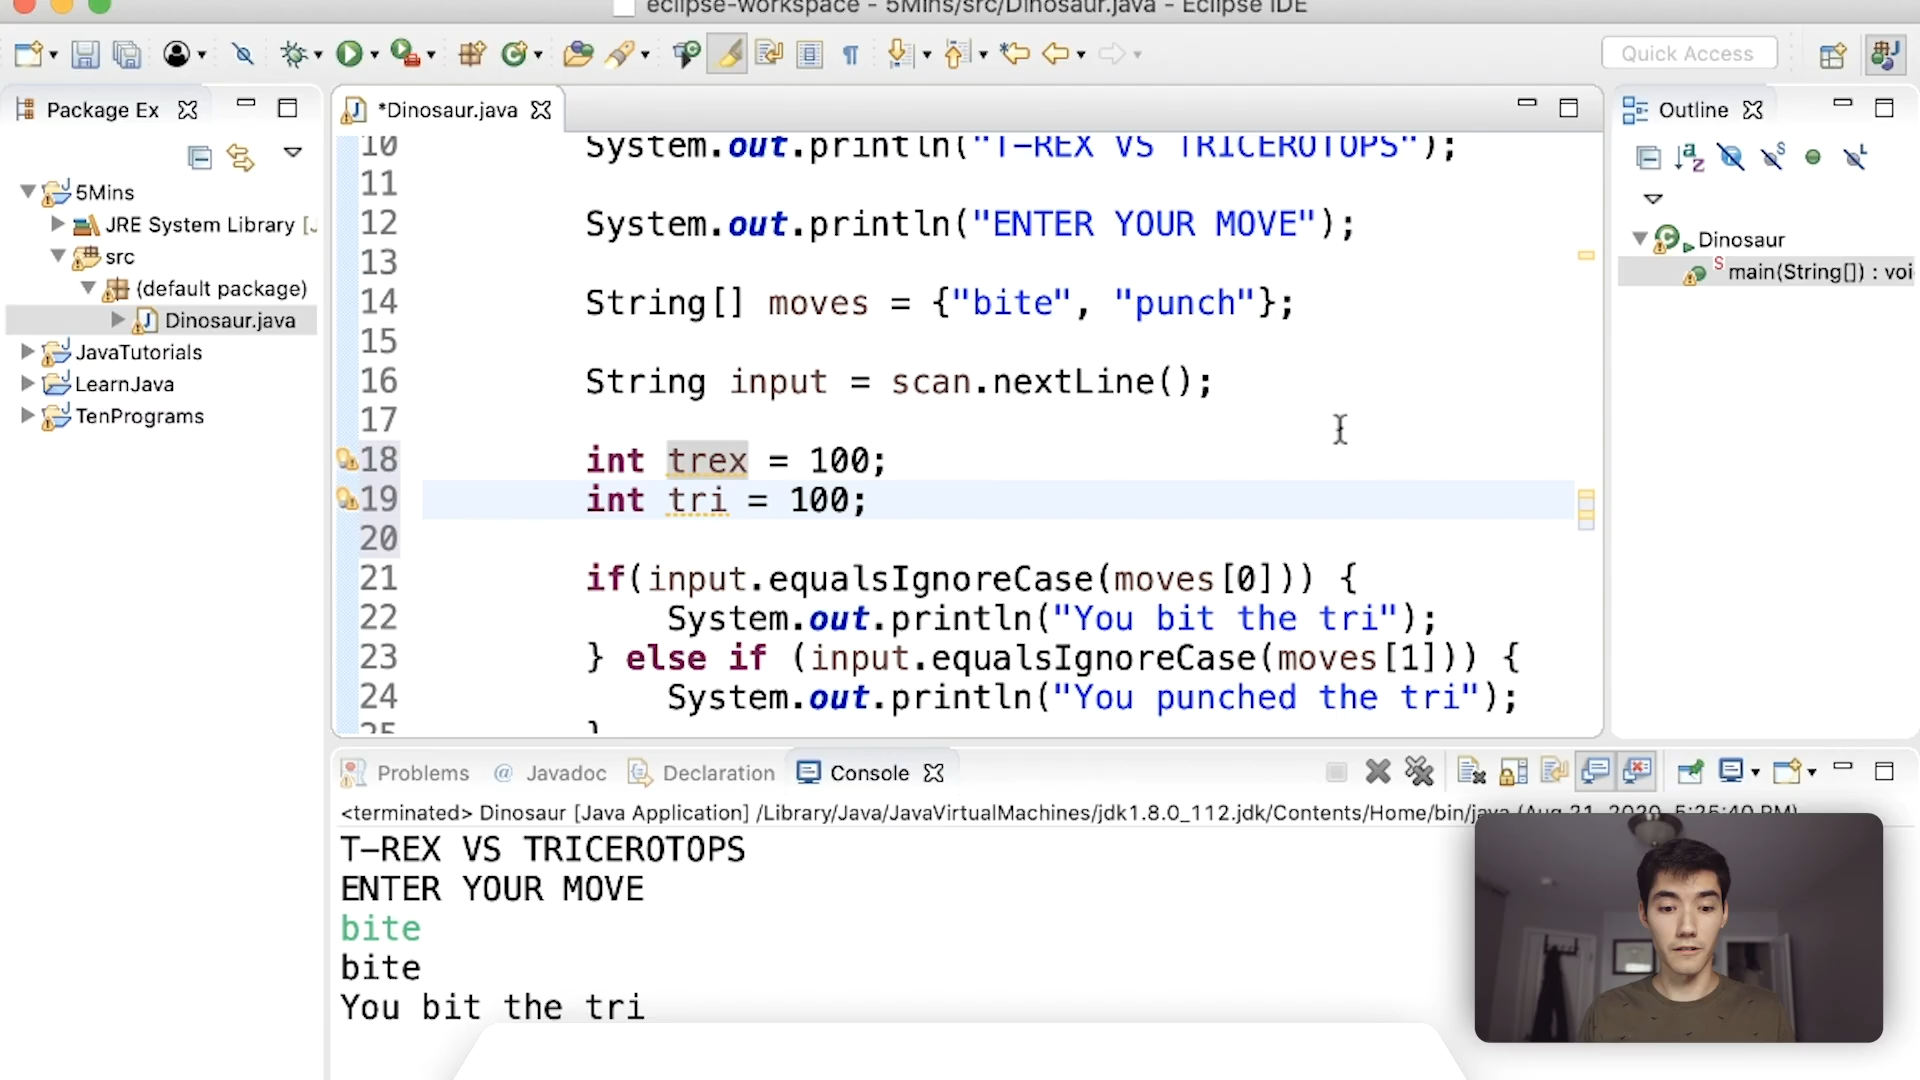 eclipse-workspace - 5Mins/src/Dinosaur.java - Eclipse IDE
Quick Access
Package Ex
*Dinosaur.java
Outline
5Mins
JRE System Library [J
src
(default package)
Dinosaur.java
JavaTutorials
LearnJava
TenPrograms
10 System.out.println("T-REX VS TRICEROTOPS");
11
12 System.out.println("ENTER YOUR MOVE");
13
14 String[] moves = {"bite", "punch"};
15
16 String input = scan.nextLine();
17
18 int trex = 100;
19 int tri = 100;
20
21 if(input.equalsIgnoreCase(moves[0])) {
22 System.out.println("You bit the tri");
23 } else if (input.equalsIgnoreCase(moves[1])) {
24 System.out.println("You punched the tri");
25 }
Dinosaur
main(String[]) : voi
Problems @ Javadoc Declaration Console
<terminated> Dinosaur [Java Application] /Library/Java/JavaVirtualMachines/jdk1.8.0_112.jdk/Contents/Home/bin/java (Aug 21, 2020, 5:25:40 PM)
T-REX VS TRICEROTOPS
ENTER YOUR MOVE
bite
bite
You bit the tri